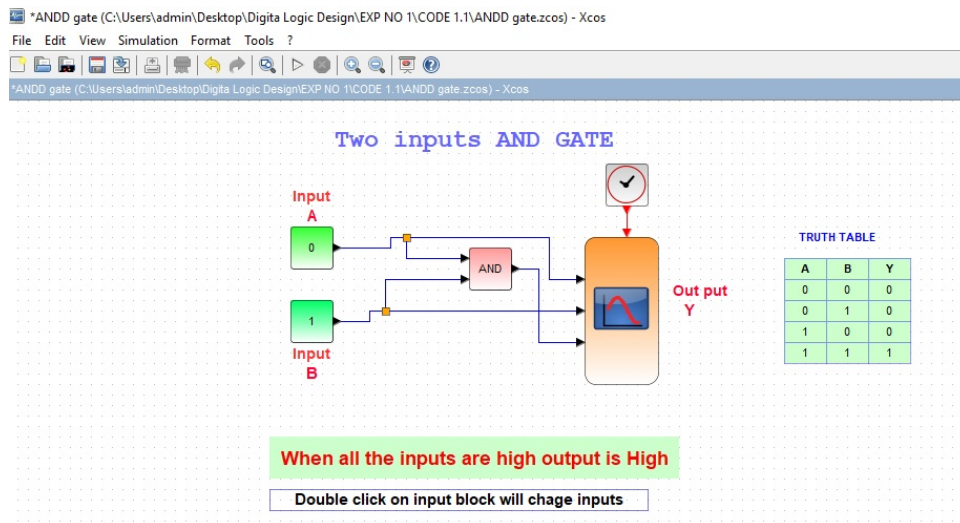 *ANDD gate (C:\Users\admin\Desktop\Digita Logic Design\EXP NO 1\CODE 1.1\ANDD gate.zcos) - Xcos
File Edit View Simulation Format Tools ?
*ANDD gate (C:\Users\admin\Desktop\Digita Logic Design\EXP NO 1\CODE 1.1\ANDD gate.zcos) - Xcos
Two inputs AND GATE
Input
A
0
AND
1
Input
B
Out put
Y
TRUTH TABLE
A B Y
0 0 0
0 1 0
1 0 0
1 1 1
When all the inputs are high output is High
Double click on input block will chage inputs